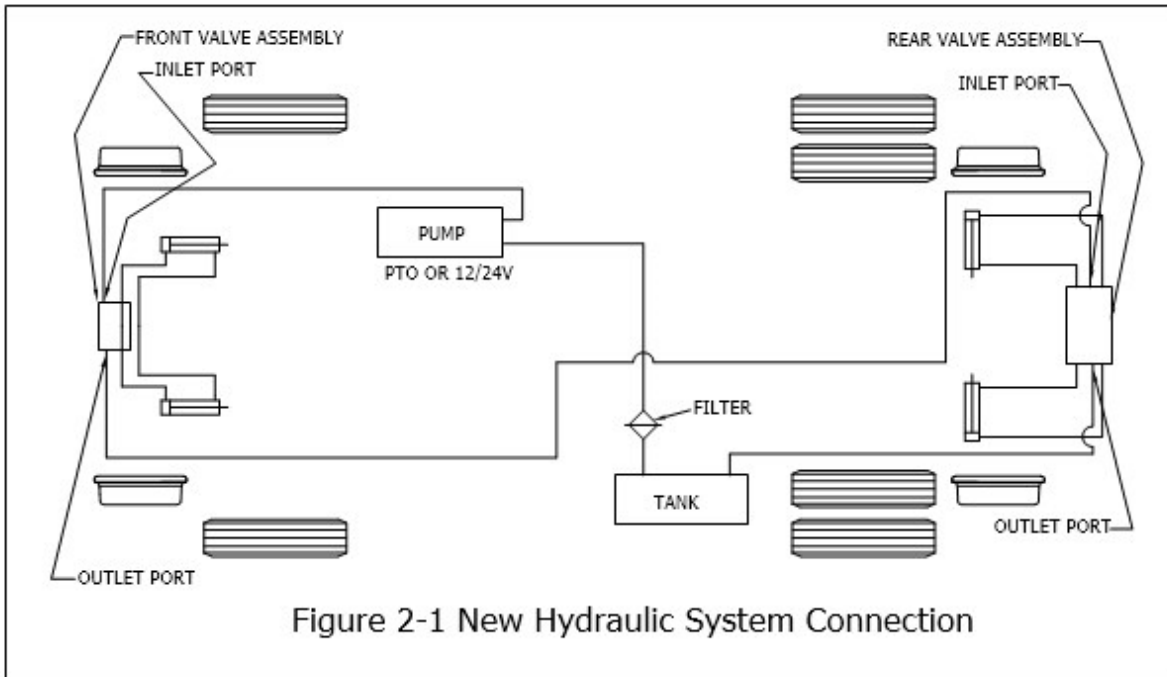 FRONT VALVE ASSEMBLY
INLET PORT
REAR VALVE ASSEMBLY
INLET PORT
PUMP
PTO OR 12/24V
FILTER
TANK
OUTLET PORT
OUTLET PORT
Figure 2-1 New Hydraulic System Connection